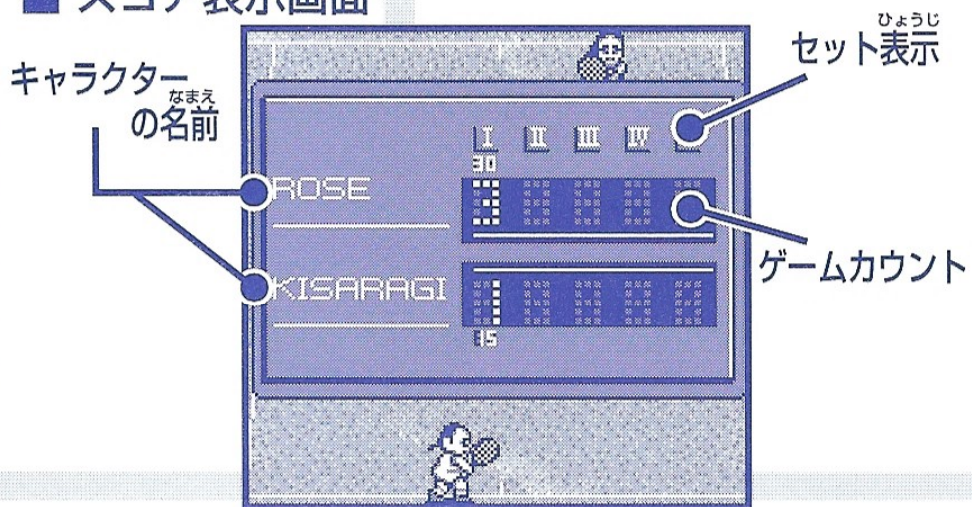 ■ スコア表示画面
ひょうじ
セット表示
キャラクター
なまえ
の名前
I II III IV
30
ROSE
3
ゲームカウント
KISARAGI
1
15